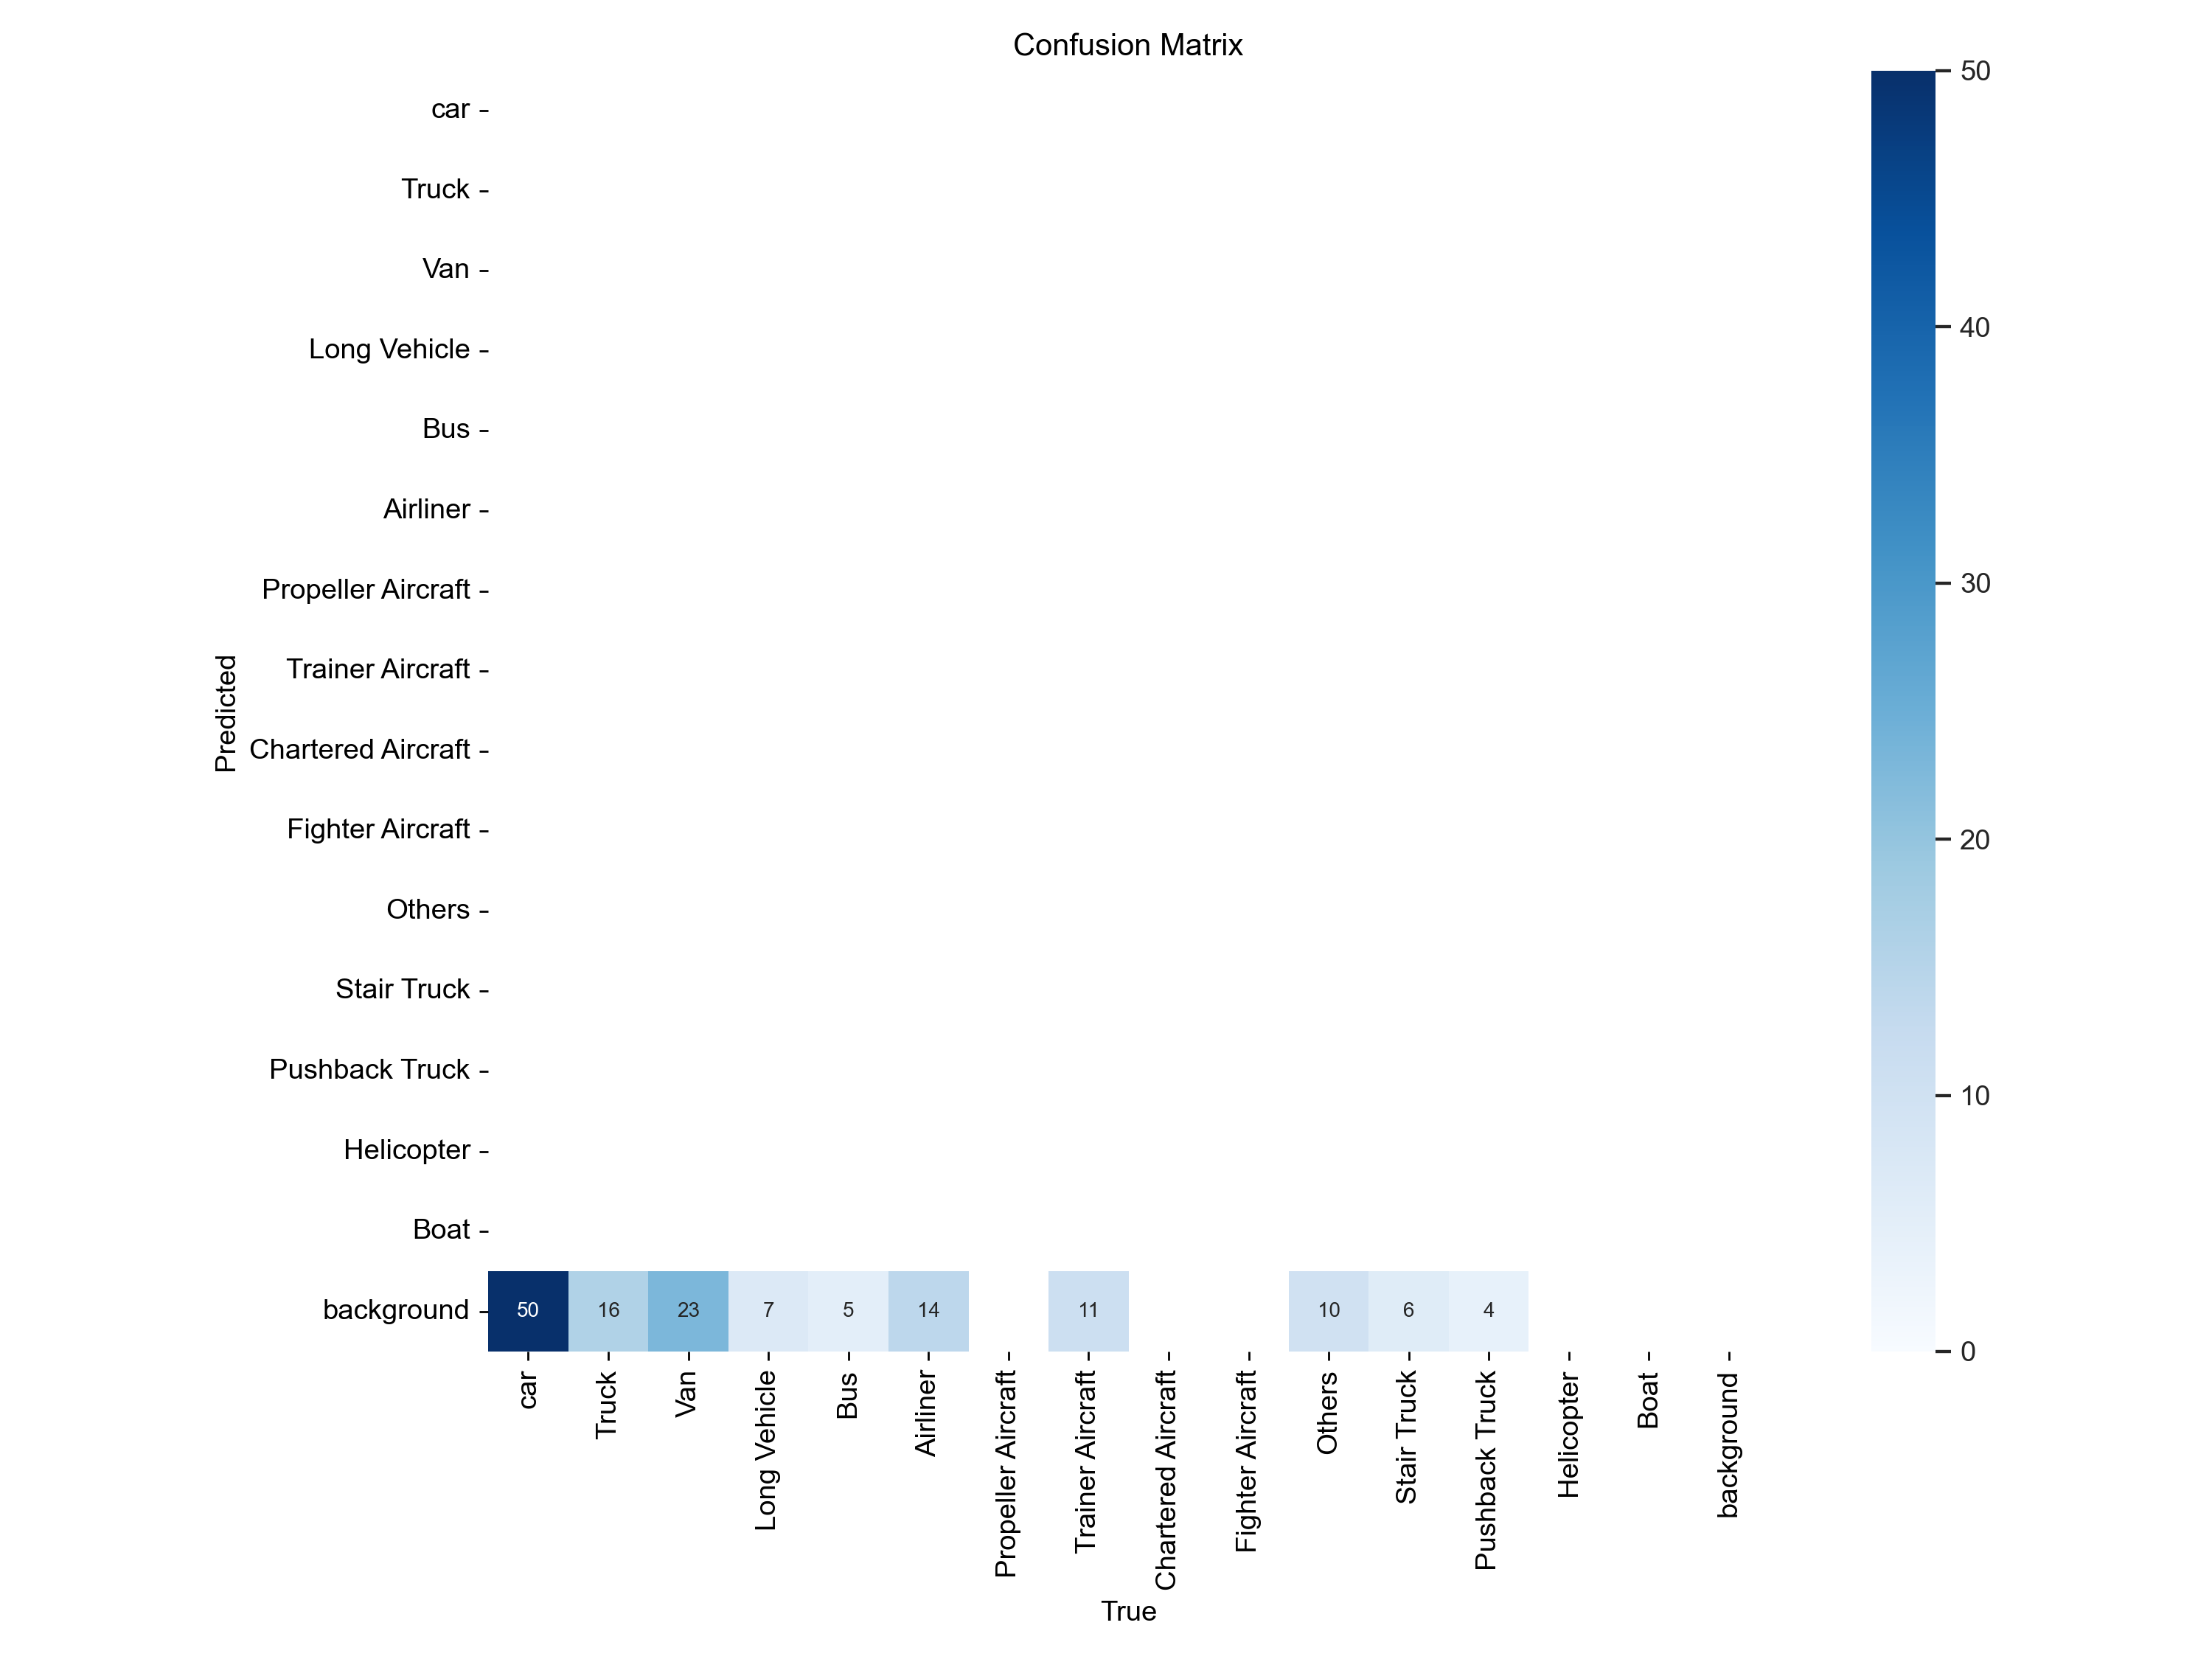 Confusion Matrix
car
Truck
Van
Long Vehicle
Bus
Airliner
Propeller Aircraft
Trainer Aircraft
Chartered Aircraft
Fighter Aircraft
Others
Stair Truck
Pushback Truck
Helicopter
Boat
background
Predicted
50 16 23 7 5 14 11 10 6 4
car
Truck
Van
Long Vehicle
Bus
Airliner
Propeller Aircraft
Trainer Aircraft
Chartered Aircraft
Fighter Aircraft
Others
Stair Truck
Pushback Truck
Helicopter
Boat
background
True
50
40
30
20
10
0